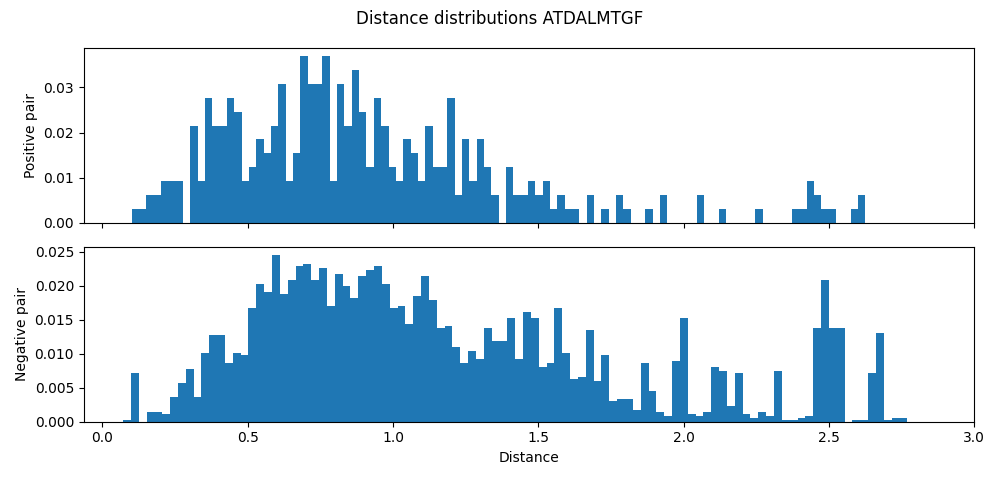 Distance distributions ATDALMTGF
Positive pair
0.03
0.02
0.01
0.00
Negative pair
0.025
0.020
0.015
0.010
0.005
0.000
0.0 0.5 1.0 1.5 2.0 2.5 3.0
Distance